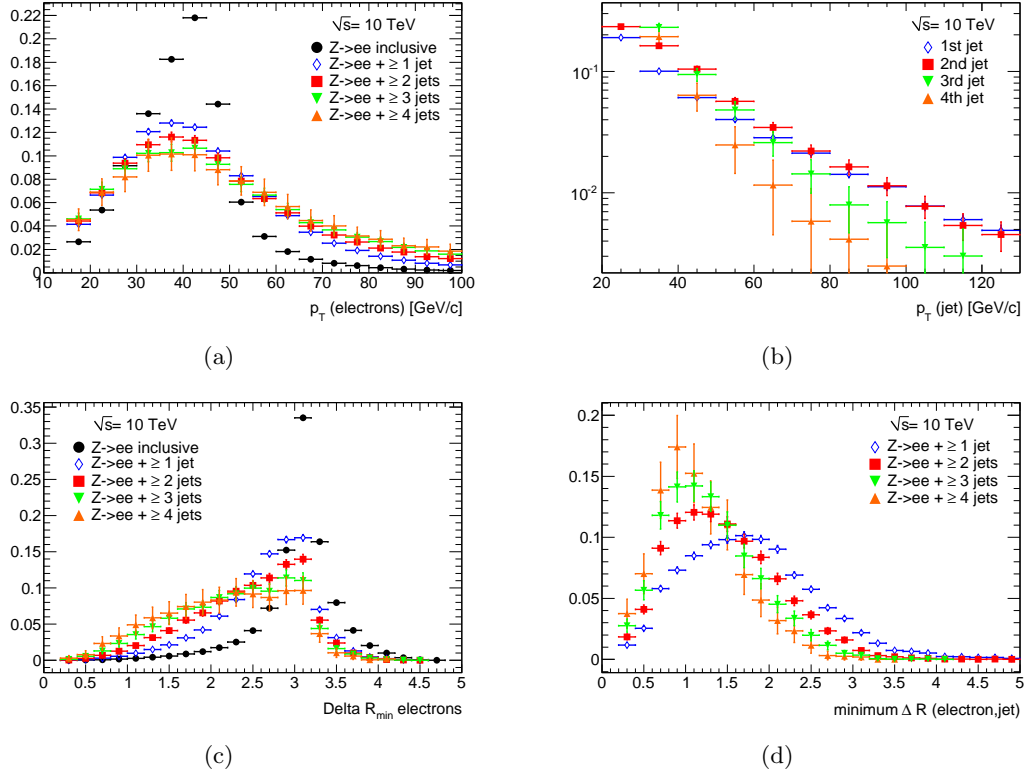 √s= 10 TeV
Z->ee inclusive
Z->ee + ≥ 1 jet
Z->ee + ≥ 2 jets
Z->ee + ≥ 3 jets
Z->ee + ≥ 4 jets
0.22
0.2
0.18
0.16
0.14
0.12
0.1
0.08
0.06
0.04
0.02
0
10 20 30 40 50 60 70 80 90 100
p_T (electrons) [GeV/c]
(a)
√s= 10 TeV
1st jet
2nd jet
3rd jet
4th jet
10^-1
10^-2
20 40 60 80 100 120
p_T (jet) [GeV/c]
(b)
√s= 10 TeV
Z->ee inclusive
Z->ee + ≥ 1 jet
Z->ee + ≥ 2 jets
Z->ee + ≥ 3 jets
Z->ee + ≥ 4 jets
0.35
0.3
0.25
0.2
0.15
0.1
0.05
0
0 0.5 1 1.5 2 2.5 3 3.5 4 4.5 5
Delta R_min electrons
(c)
√s= 10 TeV
Z->ee + ≥ 1 jet
Z->ee + ≥ 2 jets
Z->ee + ≥ 3 jets
Z->ee + ≥ 4 jets
0.2
0.15
0.1
0.05
0
0 0.5 1 1.5 2 2.5 3 3.5 4 4.5 5
minimum Δ R (electron,jet)
(d)